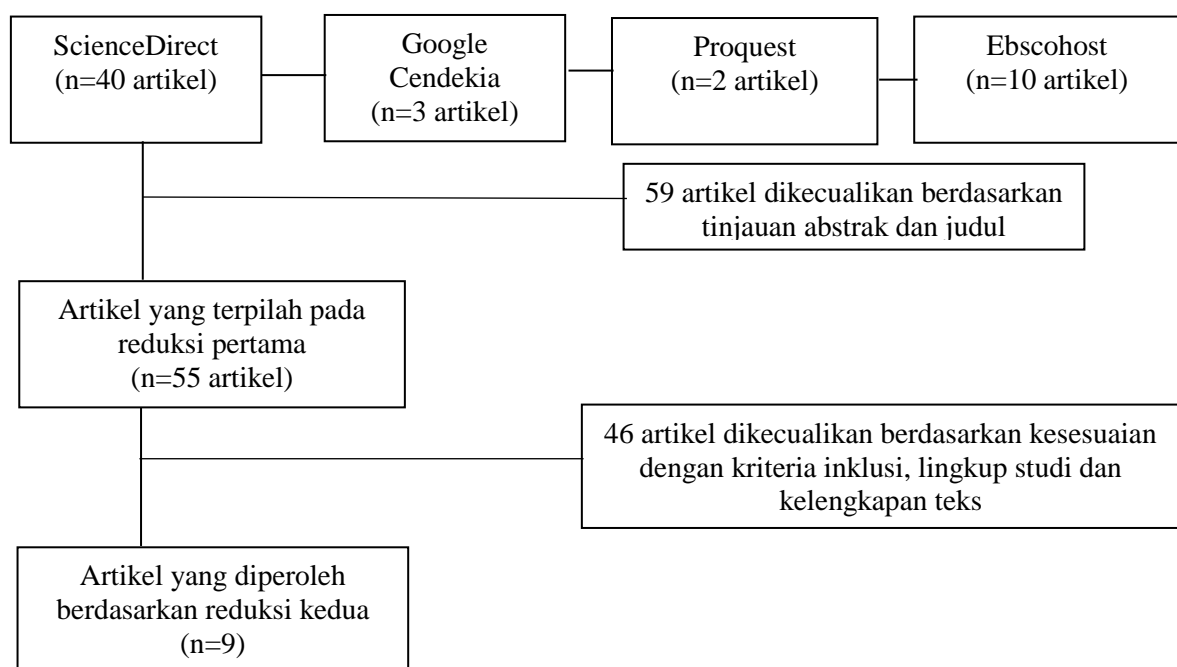 ScienceDirect
(n=40 artikel)
Google
Cendekia
(n=3 artikel)
Proquest
(n=2 artikel)
Ebscohost
(n=10 artikel)
59 artikel dikecualikan berdasarkan
tinjauan abstrak dan judul
Artikel yang terpilah pada
reduksi pertama
(n=55 artikel)
46 artikel dikecualikan berdasarkan kesesuaian
dengan kriteria inklusi, lingkup studi dan
kelengkapan teks
Artikel yang diperoleh
berdasarkan reduksi kedua
(n=9)